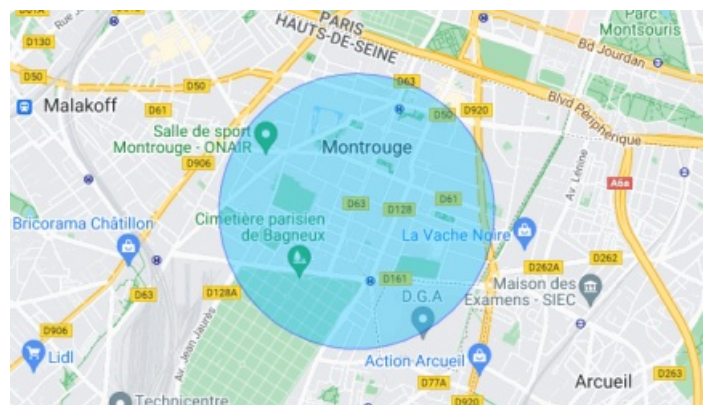 PARIS
HAUTS-DE-SEINE
Parc
Montsouris
Rue J
D130
D50
D50
D63
D50
D920
Bd Jourdan
Blvd Périphérique
Malakoff
D61
Salle de sport
Montrouge - ONAIR
D906
Montrouge
Av. Lénine
A6a
D63
D128
D61
Cimetière parisien
de Bagneux
Bricorama Châtillon
La Vache Noire
D262
D262A
D63
D128A
D161
Maison des
Examens - SIEC
D.G.A
D906
Lidl
Av. Jean Jaurès
Action Arcueil
D77A
Arcueil
D263
Technicentre
D920